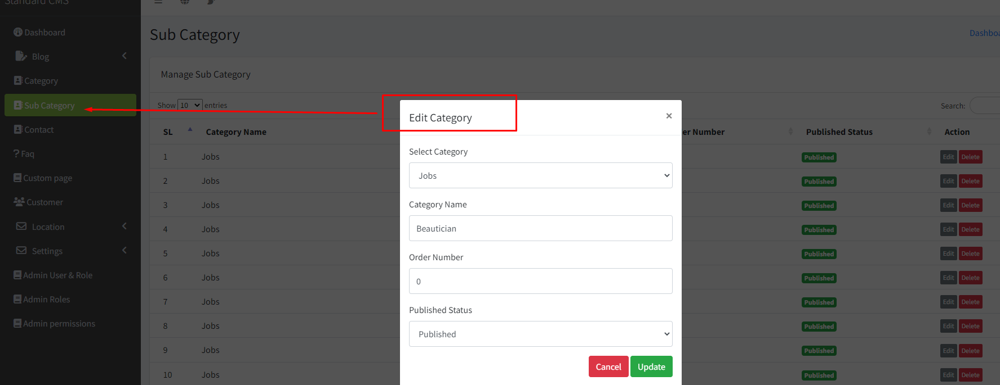 Standard CMS
Dashboard
Blog
Category
Sub Category
Contact
? Faq
Custom page
Customer
Location
Settings
Admin User & Role
Admin Roles
Admin permissions
Sub Category
Manage Sub Category
Show 10 entries
Search:
SL Category Name Number Published Status Action
1 Jobs Published Edit Delete
2 Jobs Published Edit Delete
3 Jobs Published Edit Delete
4 Jobs Published Edit Delete
5 Jobs Published Edit Delete
6 Jobs Published Edit Delete
7 Jobs Published Edit Delete
8 Jobs Published Edit Delete
9 Jobs Published Edit Delete
10 Jobs Published Edit Delete
Edit Category ×
Select Category
Jobs
Category Name
Beautician
Order Number
0
Published Status
Published
Cancel Update